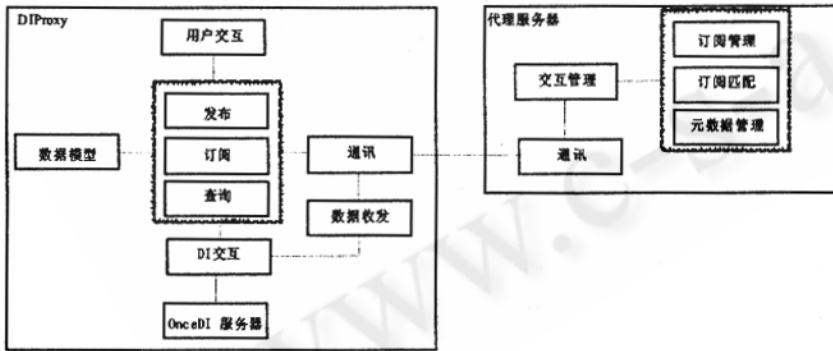 DIProxy
用户交互
发布
订阅
查询
数据模型
通讯
数据收发
DI交互
OnceDI 服务器
代理服务器
订阅管理
交互管理
订阅匹配
元数据管理
通讯
www.c-s-a